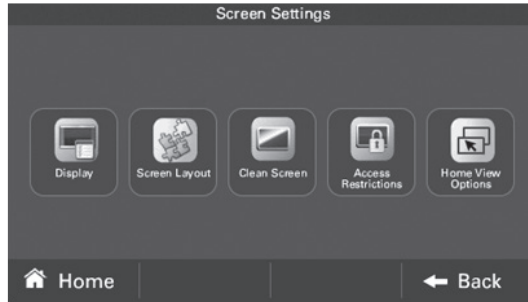 Screen Settings
Display
Screen Layout
Clean Screen
Access
Restrictions
Home View
Options
Home
Back